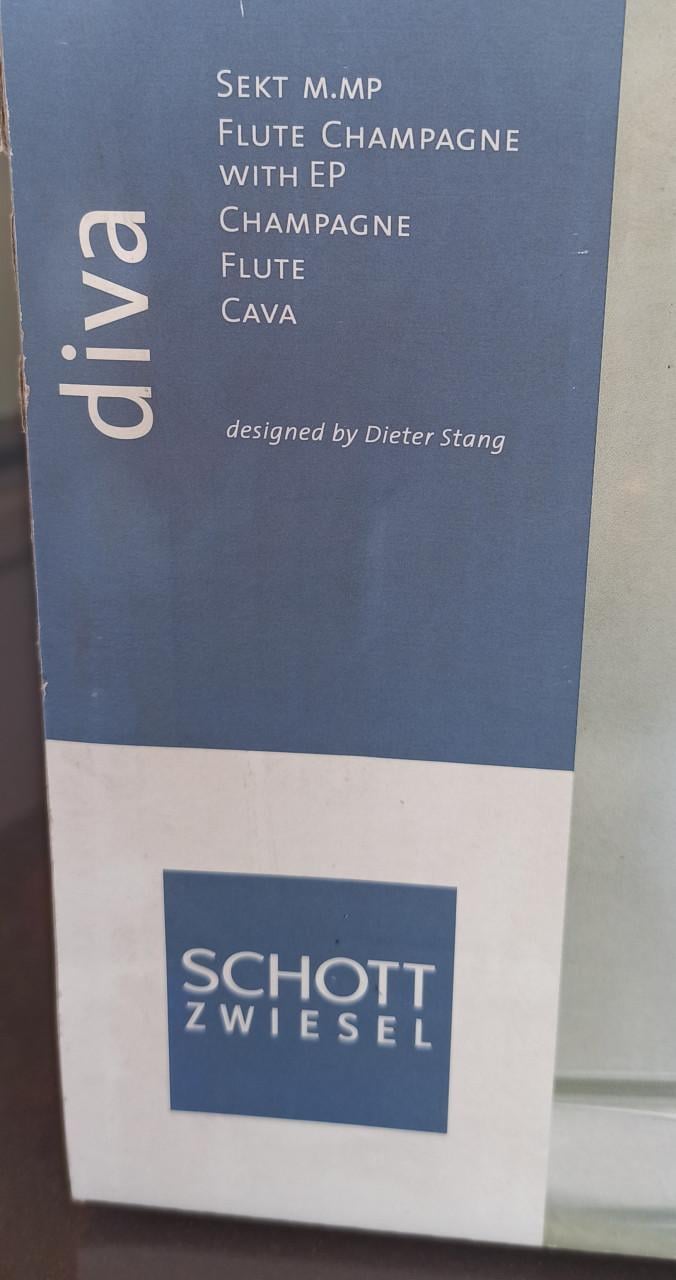 diva
SEKT M.MP
FLUTE CHAMPAGNE
WITH EP
CHAMPAGNE
FLUTE
CAVA
designed by Dieter Stang
SCHOTT
ZWIESEL